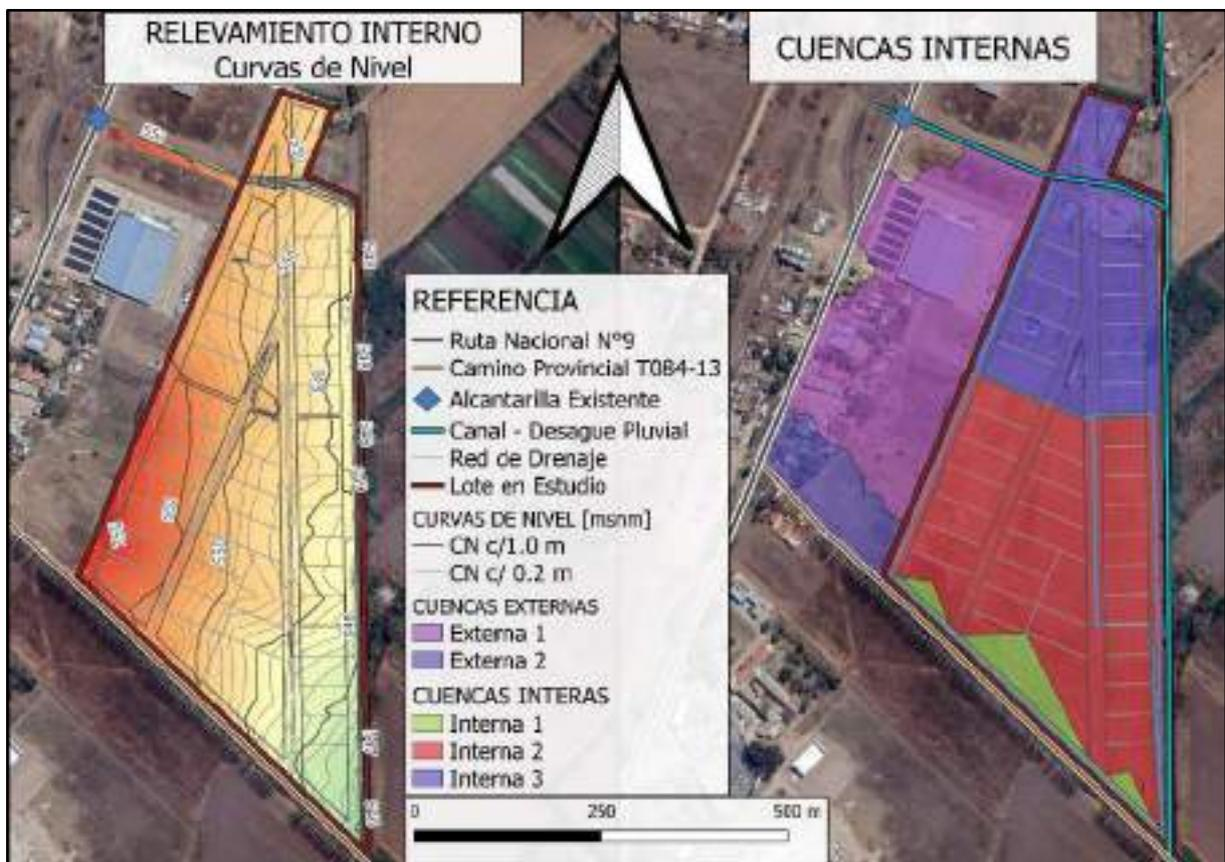 RELEVAMIENTO INTERNO
Curvas de Nivel
CUENCAS INTERNAS
REFERENCIA
Ruta Nacional N°9
Camino Provincial T084-13
Alcantarilla Existente
Canal - Desague Pluvial
Red de Drenaje
Lote en Estudio
CURVAS DE NIVEL [msnm]
CN c/1.0 m
CN c/ 0.2 m
CUENCAS EXTERNAS
Externa 1
Externa 2
CUENCAS INTERAS
Interna 1
Interna 2
Interna 3
0 250 500 m